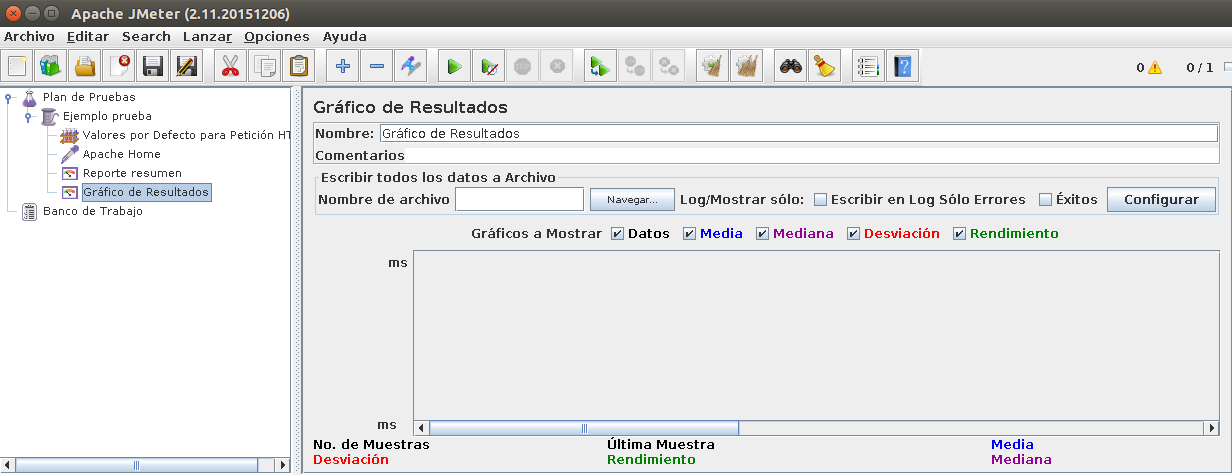 Apache JMeter (2.11.20151206)
Archivo Editar Search Lanzar Opciones Ayuda
0 0 / 1
Plan de Pruebas
Ejemplo prueba
Valores por Defecto para Petición HT
Apache Home
Reporte resumen
Gráfico de Resultados
Banco de Trabajo
Gráfico de Resultados
Nombre: Gráfico de Resultados
Comentarios
Escribir todos los datos a Archivo
Nombre de archivo Navegar... Log/Mostrar sólo: Escribir en Log Sólo Errores Éxitos Configurar
Gráficos a Mostrar Datos Media Mediana Desviación Rendimiento
ms
ms
No. de Muestras Última Muestra Media
Desviación Rendimiento Mediana